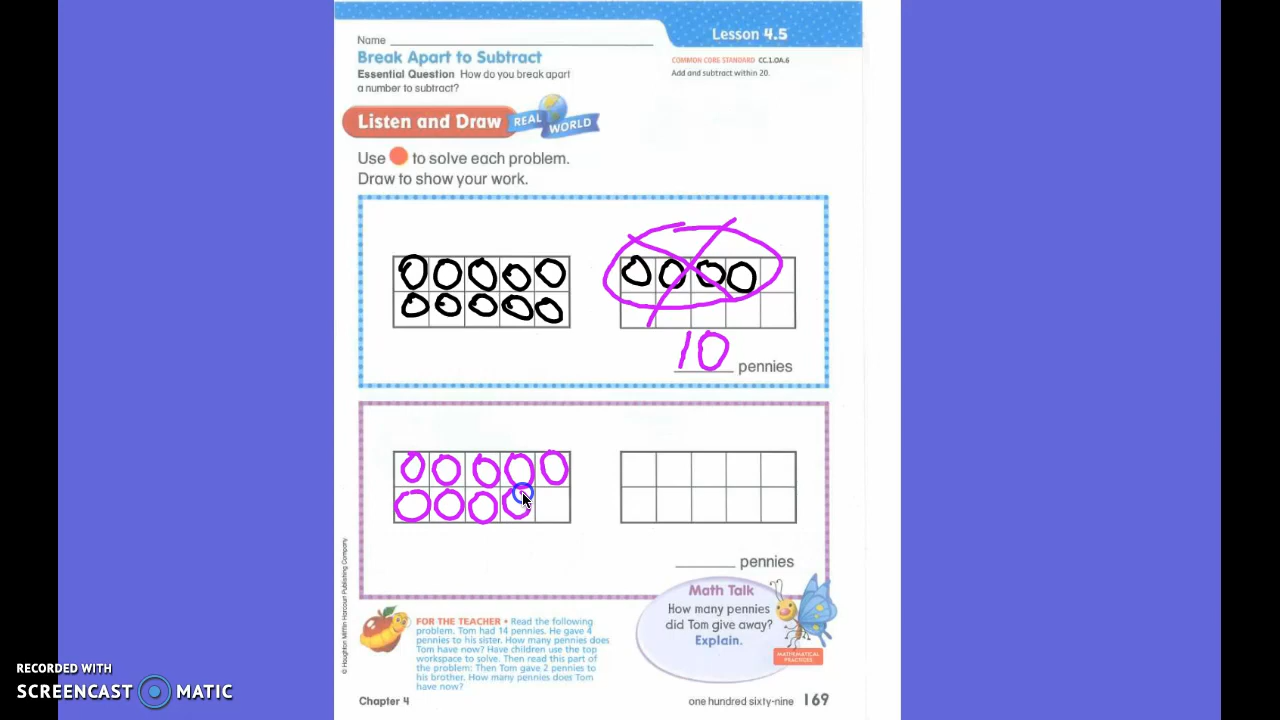 Lesson 4.5
Name
Break Apart to Subtract
COMMON CORE STANDARD CC.1.OA.6
Essential Question How do you break apart
Add and subtract within 20.
a number to subtract?
Listen and Draw
REAL
WORLD
Use to solve each problem.
Draw to show your work.
10
pennies
pennies
Math Talk
How many pennies
did Tom give away?
Explain.
MATHEMATICAL
PRACTICES
FOR THE TEACHER • Read the following
problem. Tom had 14 pennies. He gave 4
pennies to his sister. How many pennies does
Tom have now? Have children use the top
workspace to solve. Then read this part of
the problem: Then Tom gave 2 pennies to
his brother. How many pennies does Tom
have now?
© Houghton Mifflin Harcourt Publishing Company
Chapter 4
one hundred sixty-nine 169
RECORDED WITH
SCREENCAST MATIC